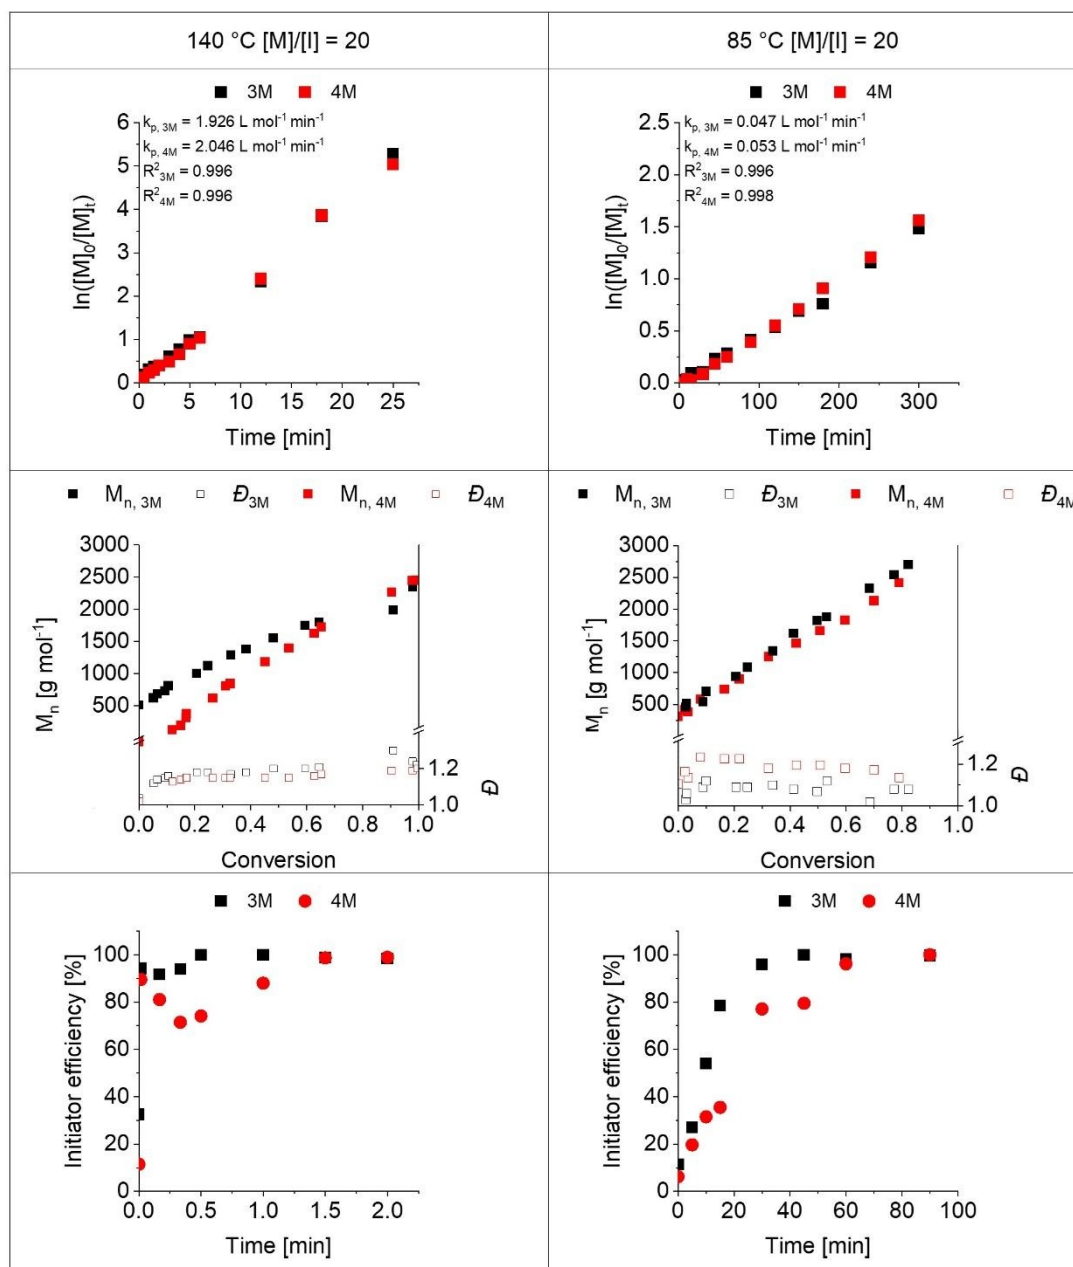 140 °C [M]/[I] = 20
85 °C [M]/[I] = 20
3M 4M
k_p, 3M = 1.926 L mol⁻¹ min⁻¹
k_p, 4M = 2.046 L mol⁻¹ min⁻¹
R²_3M = 0.996
R²_4M = 0.996
ln([M]₀/[M]ₜ)
6
5
4
3
2
1
0
0 5 10 15 20 25
Time [min]
3M 4M
k_p, 3M = 0.047 L mol⁻¹ min⁻¹
k_p, 4M = 0.053 L mol⁻¹ min⁻¹
R²_3M = 0.996
R²_4M = 0.998
ln([M]₀/[M]ₜ)
2.5
2.0
1.5
1.0
0.5
0.0
0 100 200 300
Time [min]
M_n, 3M Đ_3M M_n, 4M Đ_4M
M_n [g mol⁻¹]
3000
2500
2000
1500
1000
500
1.2
1.0
Đ
0.0 0.2 0.4 0.6 0.8 1.0
Conversion
M_n, 3M Đ_3M M_n, 4M Đ_4M
M_n [g mol⁻¹]
3000
2500
2000
1500
1000
500
1.2
1.0
Đ
0.0 0.2 0.4 0.6 0.8 1.0
Conversion
3M 4M
Initiator efficiency [%]
100
80
60
40
20
0
0.0 0.5 1.0 1.5 2.0
Time [min]
3M 4M
Initiator efficiency [%]
100
80
60
40
20
0
0 20 40 60 80 100
Time [min]